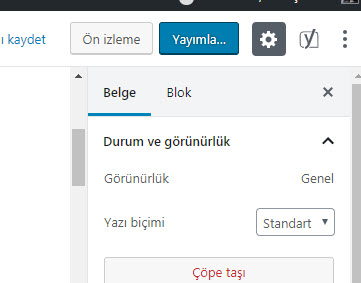 ı kaydet
Ön izleme
Yayımla...
Belge
Blok
Durum ve görünürlük
Görünürlük
Genel
Yazı biçimi
Standart
Çöpe taşı